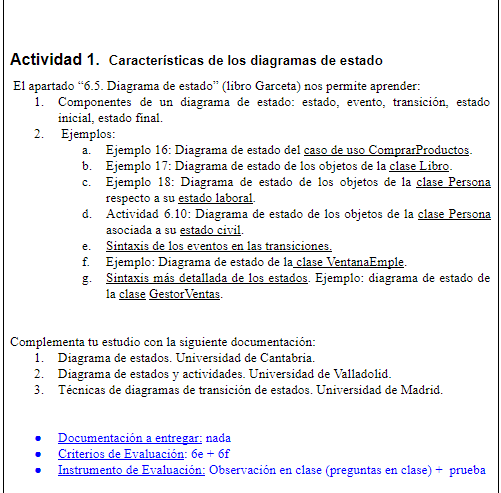 Actividad 1. Características de los diagramas de estado
El apartado “6.5. Diagrama de estado” (libro Garceta) nos permite aprender:
1. Componentes de un diagrama de estado: estado, evento, transición, estado
inicial, estado final.
2. Ejemplos:
a. Ejemplo 16: Diagrama de estado del caso de uso ComprarProductos.
b. Ejemplo 17: Diagrama de estado de los objetos de la clase Libro.
c. Ejemplo 18: Diagrama de estado de los objetos de la clase Persona
respecto a su estado laboral.
d. Actividad 6.10: Diagrama de estado de los objetos de la clase Persona
asociada a su estado civil.
e. Sintaxis de los eventos en las transiciones.
f. Ejemplo: Diagrama de estado de la clase VentanaEmple.
g. Sintaxis más detallada de los estados. Ejemplo: diagrama de estado de
la clase GestorVentas.
Complementa tu estudio con la siguiente documentación:
1. Diagrama de estados. Universidad de Cantabria.
2. Diagrama de estados y actividades. Universidad de Valladolid.
3. Técnicas de diagramas de transición de estados. Universidad de Madrid.
● Documentación a entregar: nada
● Criterios de Evaluación: 6e + 6f
● Instrumento de Evaluación: Observación en clase (preguntas en clase) + prueba